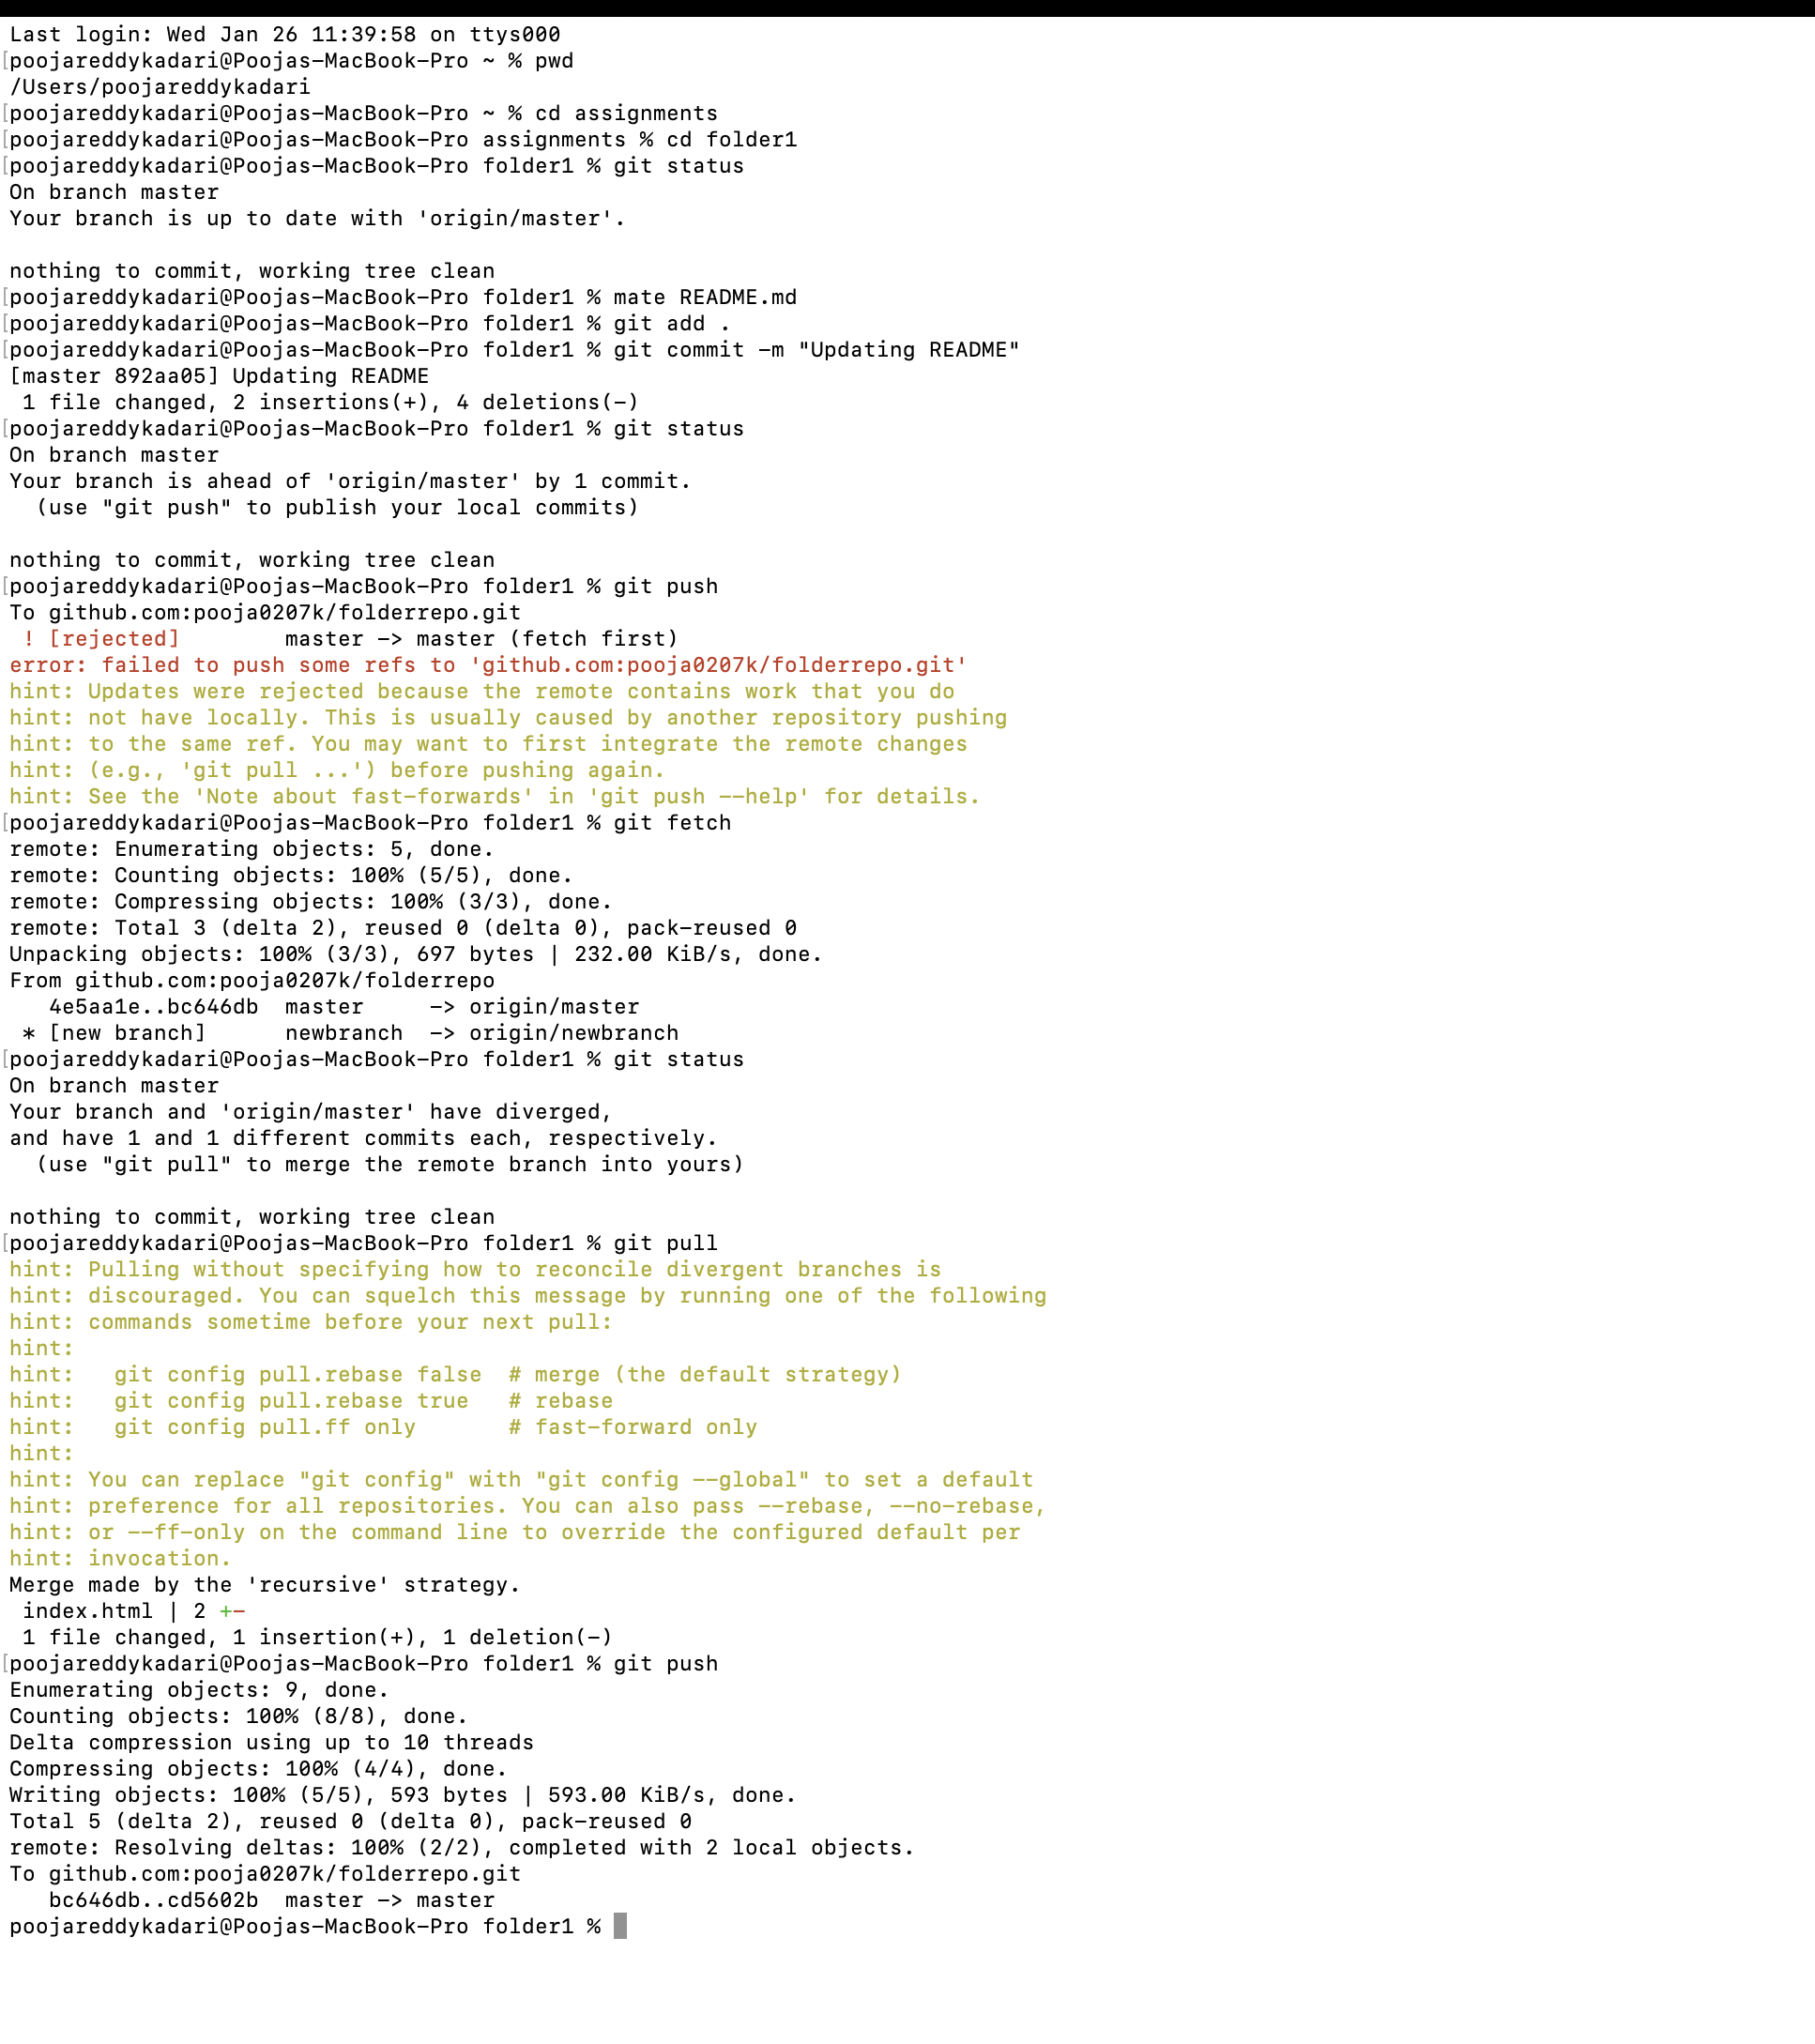 Last login: Wed Jan 26 11:39:58 on ttys000
[poojareddykadari@Poojas-MacBook-Pro ~ % pwd
/Users/poojareddykadari
[poojareddykadari@Poojas-MacBook-Pro ~ % cd assignments
[poojareddykadari@Poojas-MacBook-Pro assignments % cd folder1
[poojareddykadari@Poojas-MacBook-Pro folder1 % git status
On branch master
Your branch is up to date with 'origin/master'.

nothing to commit, working tree clean
[poojareddykadari@Poojas-MacBook-Pro folder1 % mate README.md
[poojareddykadari@Poojas-MacBook-Pro folder1 % git add .
[poojareddykadari@Poojas-MacBook-Pro folder1 % git commit -m "Updating README"
[master 892aa05] Updating README
 1 file changed, 2 insertions(+), 4 deletions(-)
[poojareddykadari@Poojas-MacBook-Pro folder1 % git status
On branch master
Your branch is ahead of 'origin/master' by 1 commit.
  (use "git push" to publish your local commits)

nothing to commit, working tree clean
[poojareddykadari@Poojas-MacBook-Pro folder1 % git push
To github.com:pooja0207k/folderrepo.git
 ! [rejected]        master -> master (fetch first)
error: failed to push some refs to 'github.com:pooja0207k/folderrepo.git'
hint: Updates were rejected because the remote contains work that you do
hint: not have locally. This is usually caused by another repository pushing
hint: to the same ref. You may want to first integrate the remote changes
hint: (e.g., 'git pull ...') before pushing again.
hint: See the 'Note about fast-forwards' in 'git push --help' for details.
[poojareddykadari@Poojas-MacBook-Pro folder1 % git fetch
remote: Enumerating objects: 5, done.
remote: Counting objects: 100% (5/5), done.
remote: Compressing objects: 100% (3/3), done.
remote: Total 3 (delta 2), reused 0 (delta 0), pack-reused 0
Unpacking objects: 100% (3/3), 697 bytes | 232.00 KiB/s, done.
From github.com:pooja0207k/folderrepo
   4e5aa1e..bc646db  master     -> origin/master
 * [new branch]      newbranch  -> origin/newbranch
[poojareddykadari@Poojas-MacBook-Pro folder1 % git status
On branch master
Your branch and 'origin/master' have diverged,
and have 1 and 1 different commits each, respectively.
  (use "git pull" to merge the remote branch into yours)

nothing to commit, working tree clean
[poojareddykadari@Poojas-MacBook-Pro folder1 % git pull
hint: Pulling without specifying how to reconcile divergent branches is
hint: discouraged. You can squelch this message by running one of the following
hint: commands sometime before your next pull:
hint:
hint:   git config pull.rebase false  # merge (the default strategy)
hint:   git config pull.rebase true   # rebase
hint:   git config pull.ff only       # fast-forward only
hint:
hint: You can replace "git config" with "git config --global" to set a default
hint: preference for all repositories. You can also pass --rebase, --no-rebase,
hint: or --ff-only on the command line to override the configured default per
hint: invocation.
Merge made by the 'recursive' strategy.
 index.html | 2 +-
 1 file changed, 1 insertion(+), 1 deletion(-)
[poojareddykadari@Poojas-MacBook-Pro folder1 % git push
Enumerating objects: 9, done.
Counting objects: 100% (8/8), done.
Delta compression using up to 10 threads
Compressing objects: 100% (4/4), done.
Writing objects: 100% (5/5), 593 bytes | 593.00 KiB/s, done.
Total 5 (delta 2), reused 0 (delta 0), pack-reused 0
remote: Resolving deltas: 100% (2/2), completed with 2 local objects.
To github.com:pooja0207k/folderrepo.git
   bc646db..cd5602b  master -> master
poojareddykadari@Poojas-MacBook-Pro folder1 %